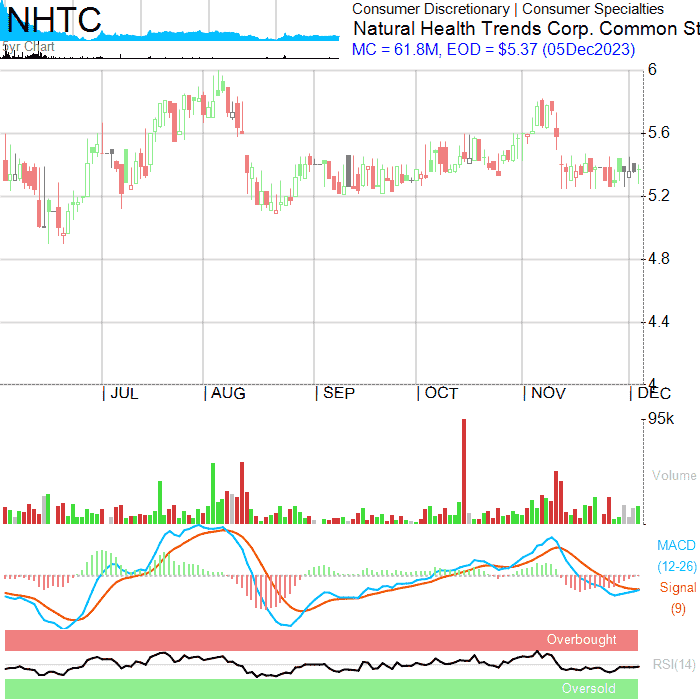 NHTC
5yr Chart
Consumer Discretionary | Consumer Specialties
Natural Health Trends Corp. Common St
MC = 61.8M, EOD = $5.37 (05Dec2023)
6
5.6
5.2
4.8
4.4
4
| JUL | AUG | SEP | OCT | NOV | DEC
95k
Volume
MACD
(12-26)
Signal
(9)
Overbought
RSI(14)
Oversold